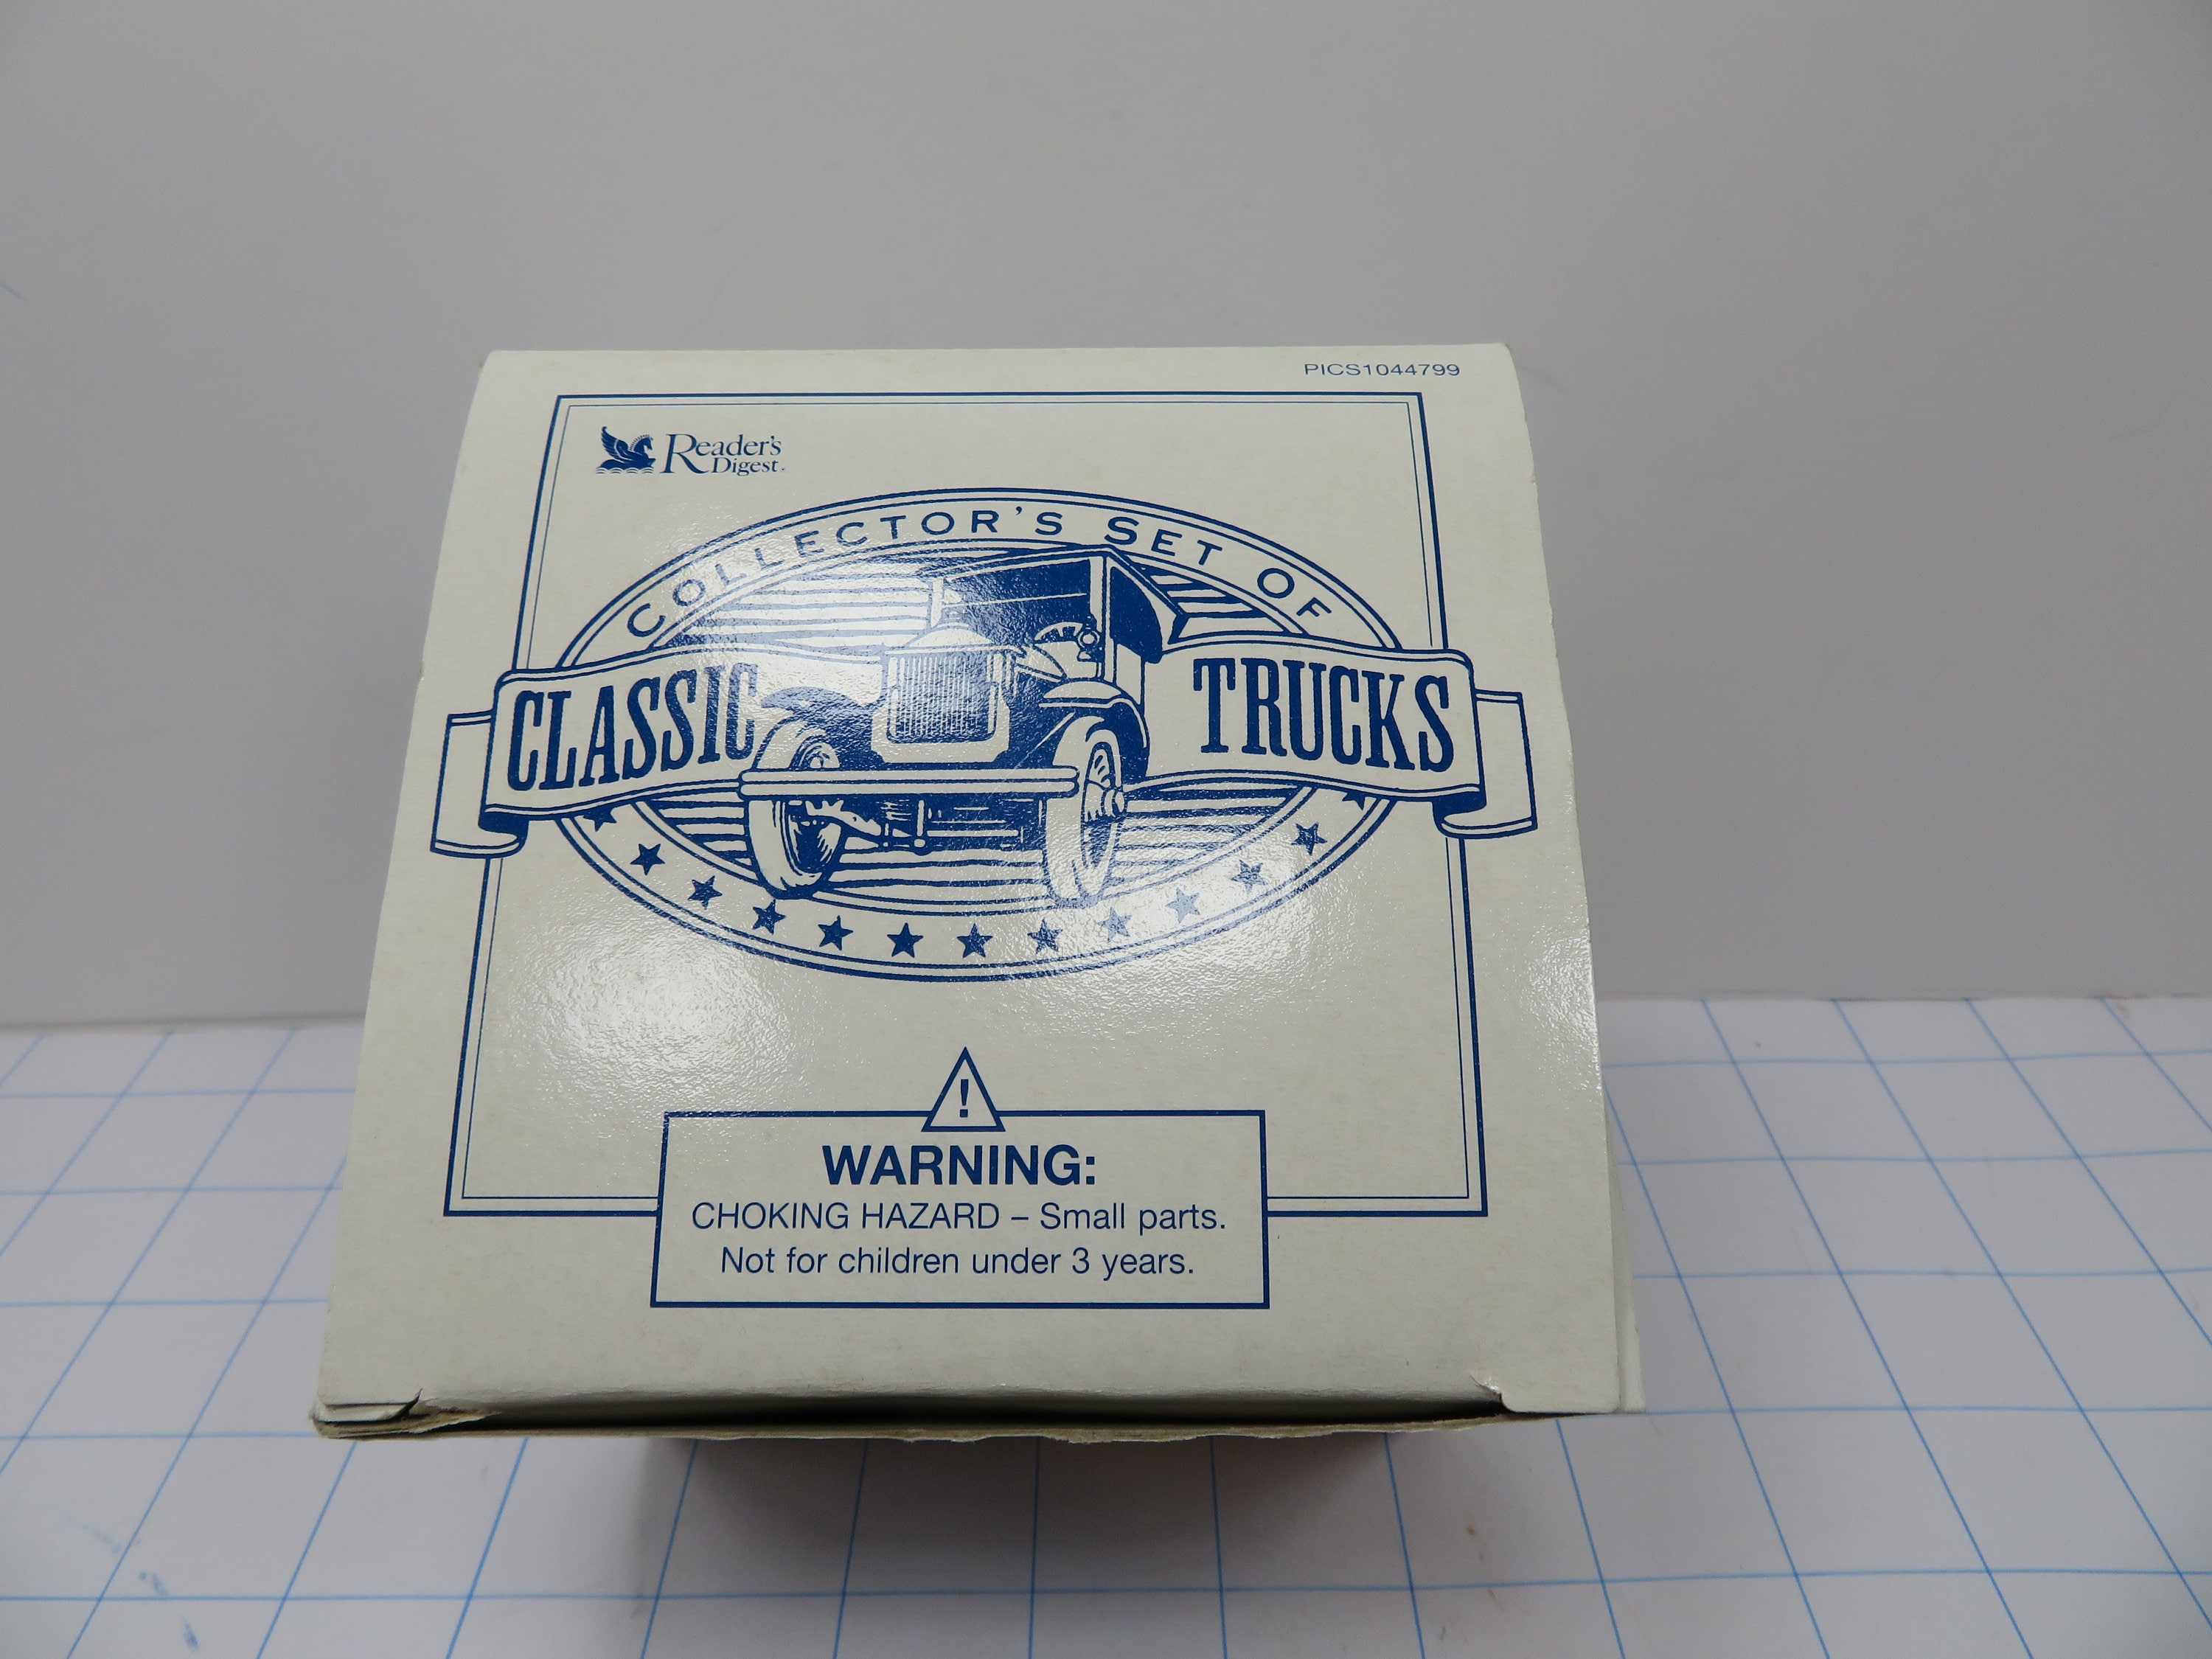 PICS1044799
Reader's
Digest
COLLECTOR'S SET OF
CLASSIC TRUCKS
!
WARNING:
CHOKING HAZARD – Small parts.
Not for children under 3 years.